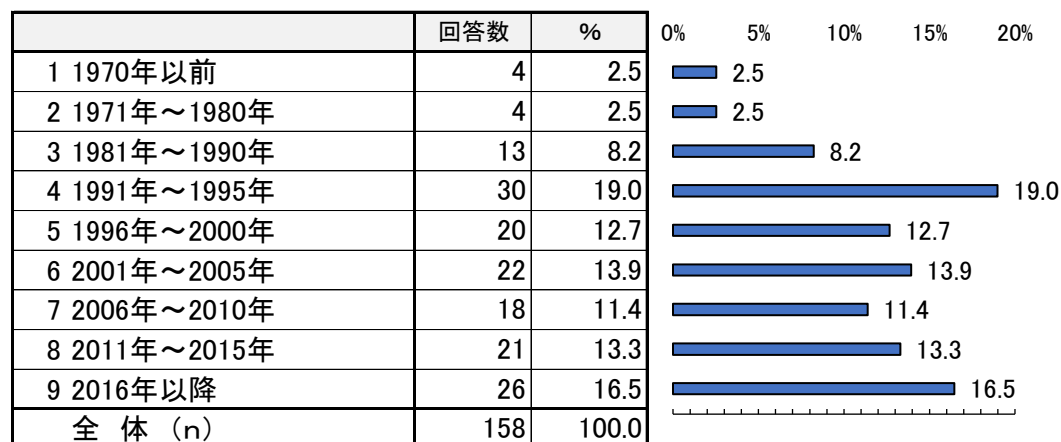 回答数 % 0% 5% 10% 15% 20%
1 1970年以前 4 2.5 2.5
2 1971年～1980年 4 2.5 2.5
3 1981年～1990年 13 8.2 8.2
4 1991年～1995年 30 19.0 19.0
5 1996年～2000年 20 12.7 12.7
6 2001年～2005年 22 13.9 13.9
7 2006年～2010年 18 11.4 11.4
8 2011年～2015年 21 13.3 13.3
9 2016年以降 26 16.5 16.5
全 体 （n） 158 100.0